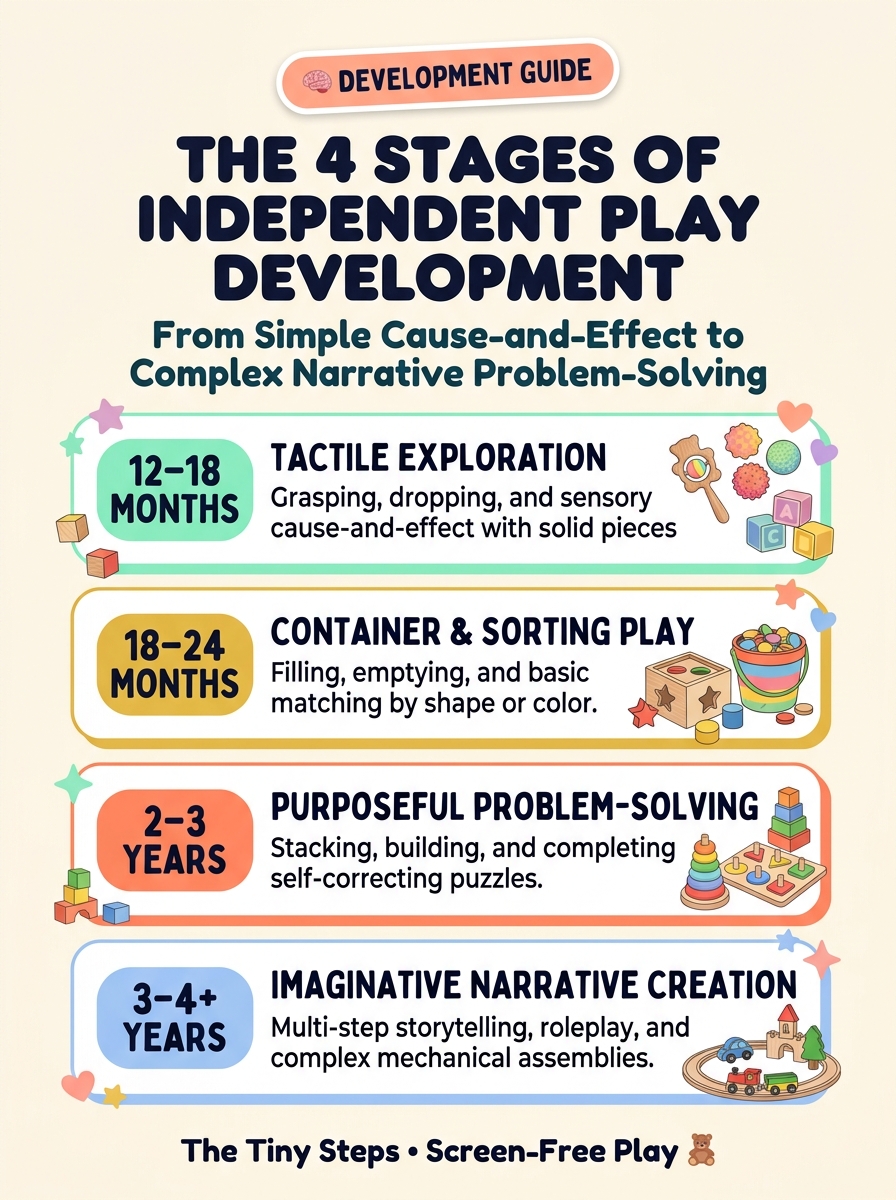 DEVELOPMENT GUIDE
THE 4 STAGES OF
INDEPENDENT PLAY
DEVELOPMENT
From Simple Cause-and-Effect to
Complex Narrative Problem-Solving
12–18
MONTHS
TACTILE EXPLORATION
Grasping, dropping, and sensory
cause-and-effect with solid pieces
A
C
18–24
MONTHS
CONTAINER & SORTING PLAY
Filling, emptying, and basic
matching by shape or color.
2–3
YEARS
PURPOSEFUL PROBLEM-SOLVING
Stacking, building, and completing
self-correcting puzzles.
3–4+
YEARS
IMAGINATIVE NARRATIVE CREATION
Multi-step storytelling, roleplay, and
complex mechanical assemblies.
The Tiny Steps • Screen-Free Play